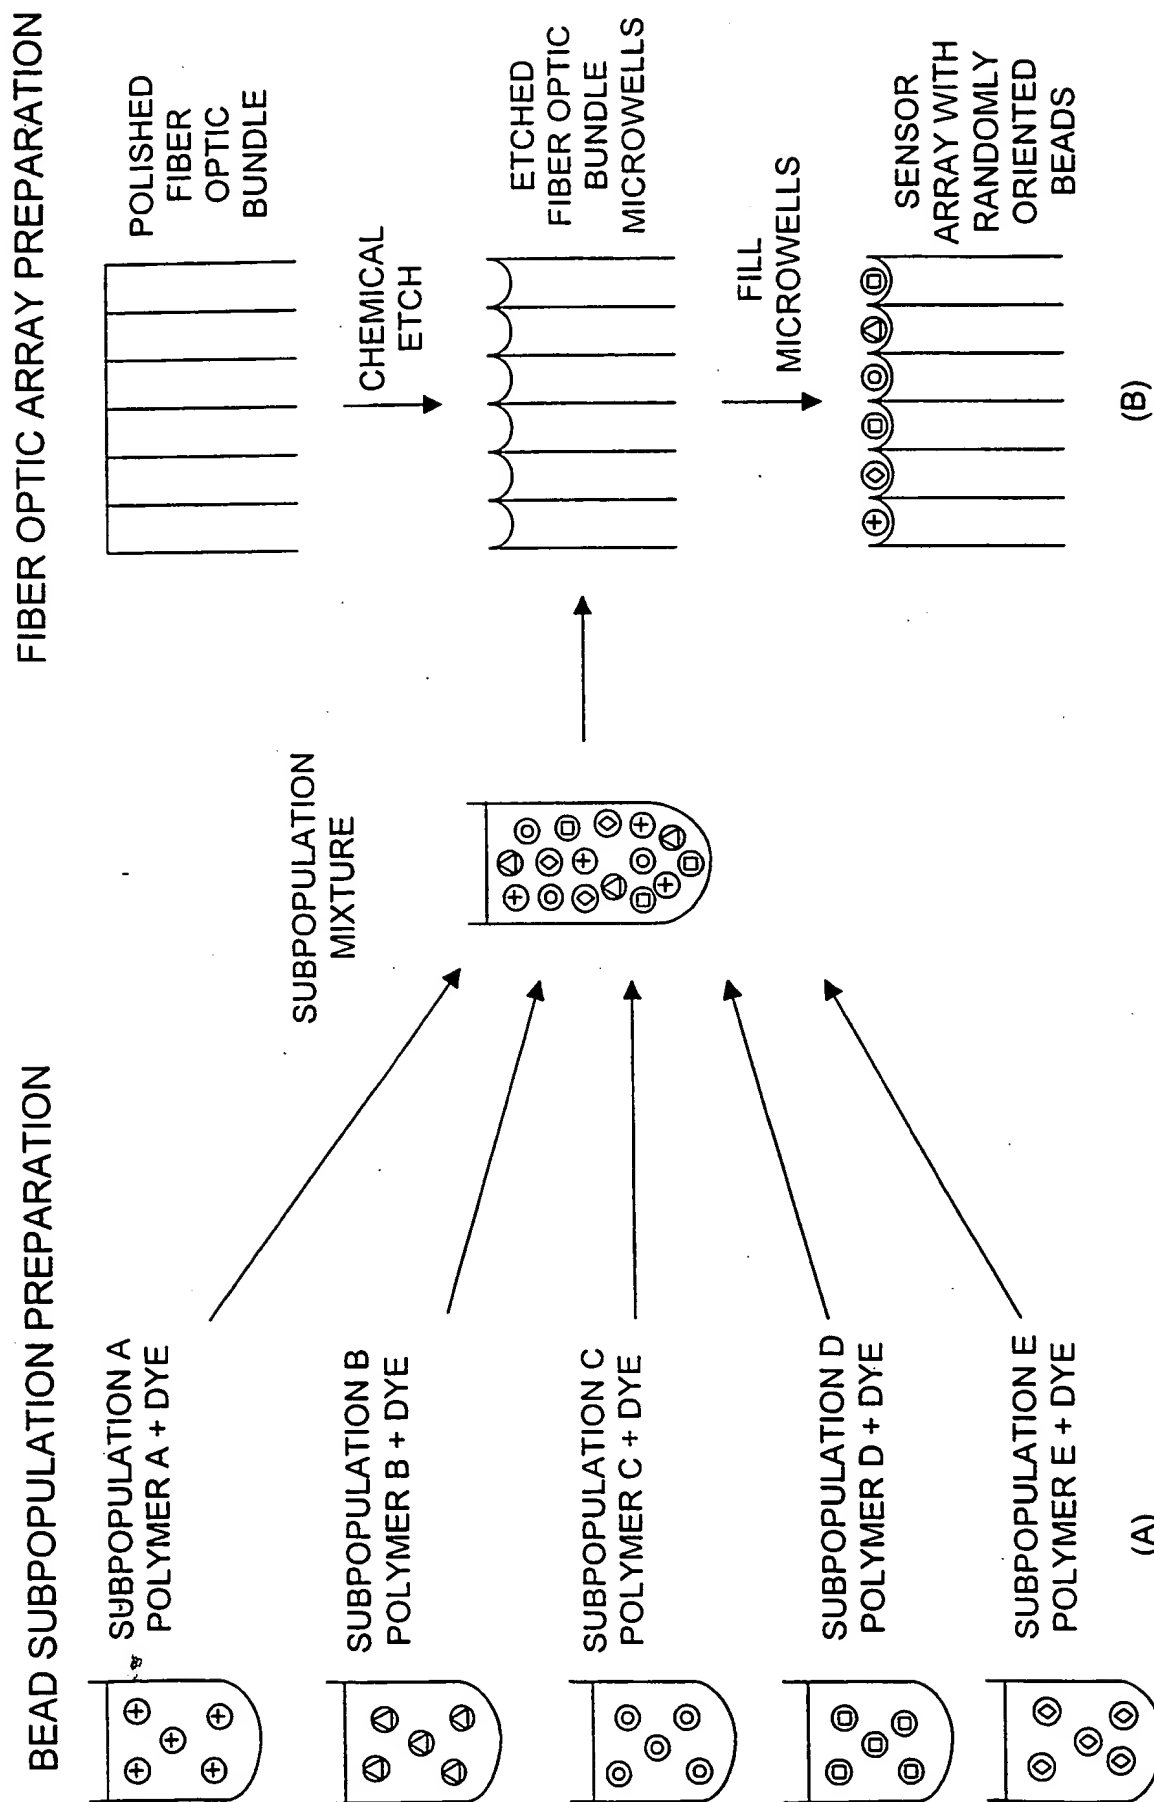 BEAD SUBPOPULATION PREPARATION
SUBPOPULATION A
POLYMER A + DYE
SUBPOPULATION B
POLYMER B + DYE
SUBPOPULATION C
POLYMER C + DYE
SUBPOPULATION D
POLYMER D + DYE
SUBPOPULATION E
POLYMER E + DYE
(A)
SUBPOPULATION
MIXTURE
FIBER OPTIC ARRAY PREPARATION
POLISHED
FIBER
OPTIC
BUNDLE
CHEMICAL
ETCH
ETCHED
FIBER OPTIC
BUNDLE
MICROWELLS
FILL
MICROWELLS
SENSOR
ARRAY WITH
RANDOMLY
ORIENTED
BEADS
(B)